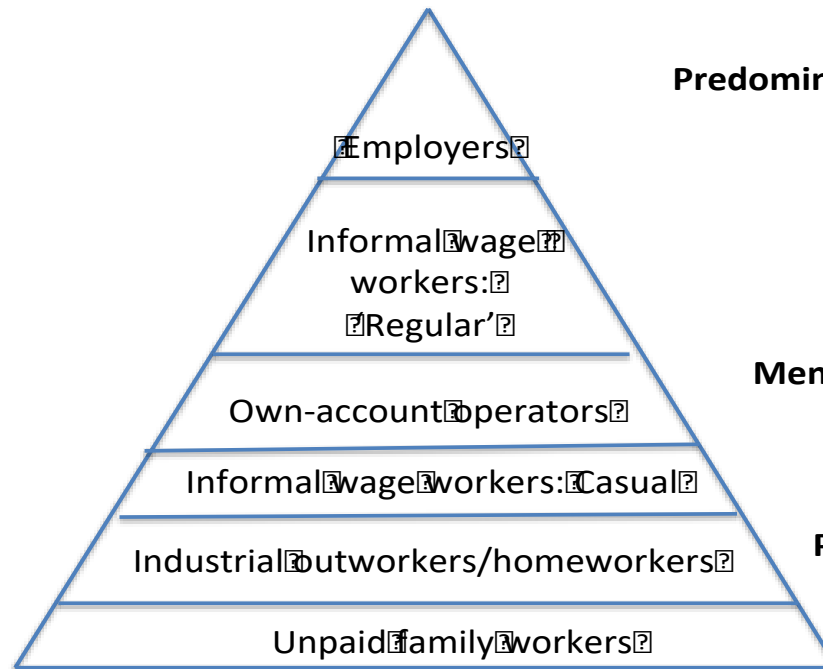 Predomin
Employers
Informal wage
workers:
‘Regular’
Men
Own-account operators
Informal wage workers: Casual
P
Industrial outworkers/homeworkers
Unpaid family workers